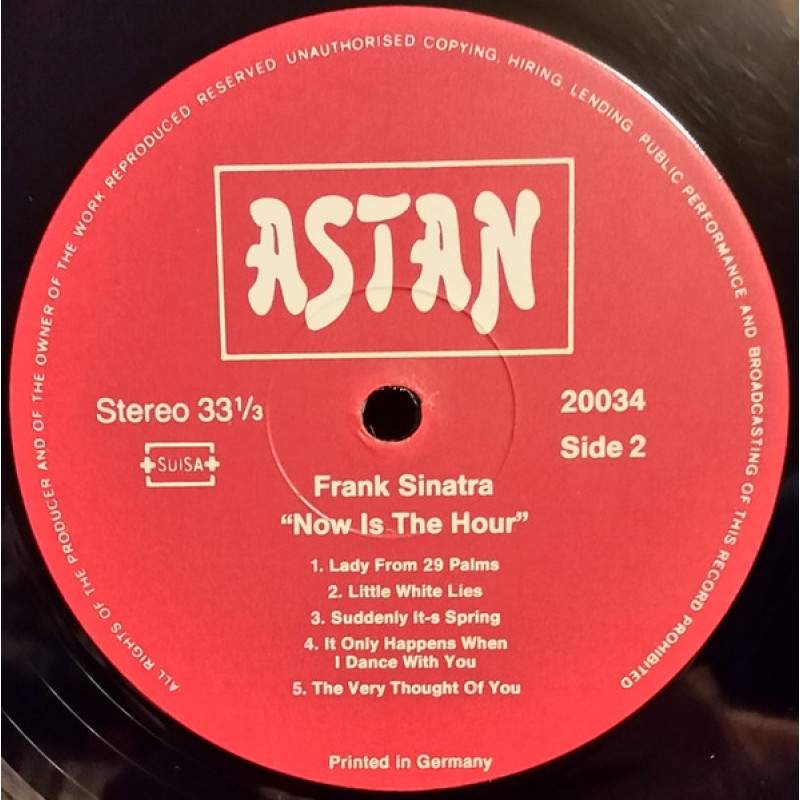 ALL RIGHTS OF THE PRODUCER AND OF THE OWNER OF THE WORK REPRODUCED RESERVED UNAUTHORISED COPYING, HIRING, LENDING, PUBLIC PERFORMANCE AND BROADCASTING OF THIS RECORD PROHIBITED
ASTAN
Stereo 33⅓
20034
SUISA
Side 2
Frank Sinatra
“Now Is The Hour”
1. Lady From 29 Palms
2. Little White Lies
3. Suddenly It-s Spring
4. It Only Happens When
I Dance With You
5. The Very Thought Of You
Printed in Germany